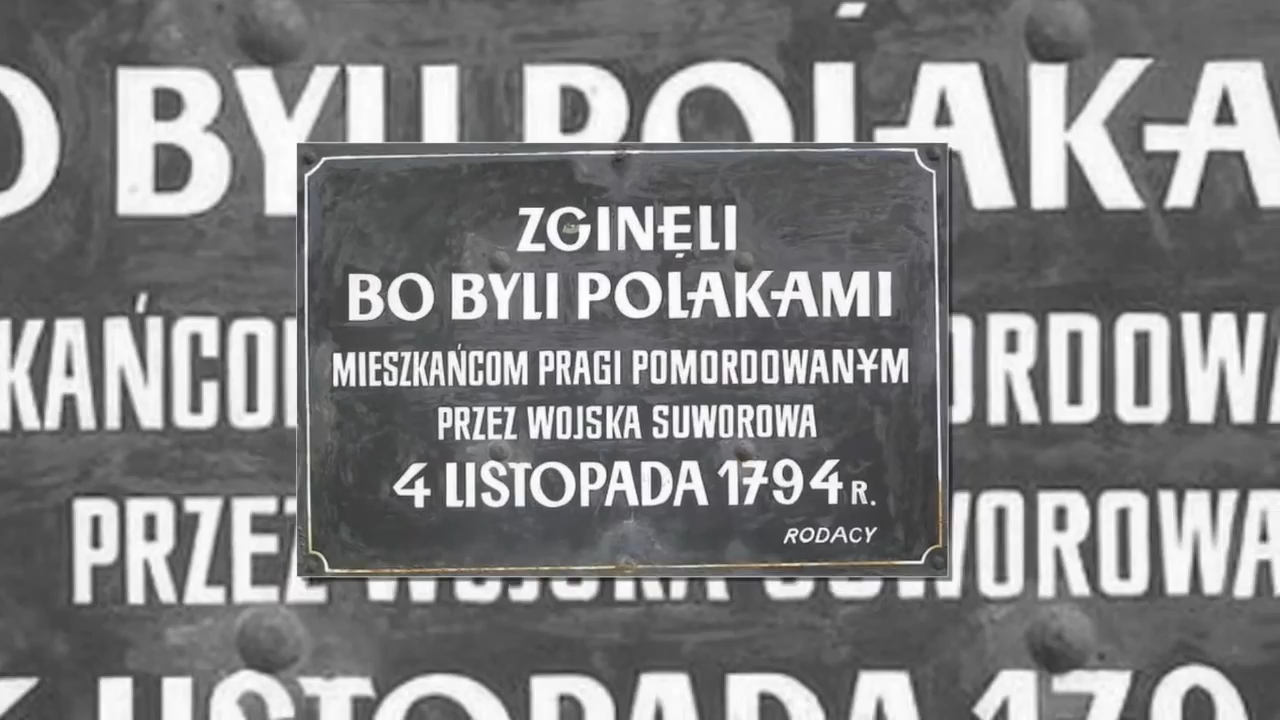 ZGINĘLI
BO BYLI POLAKAMI
MIESZKAŃCOM PRAGI POMORDOWANYM
PRZEZ WOJSKA SUWOROWA
4 LISTOPADA 1794 R.
RODACY